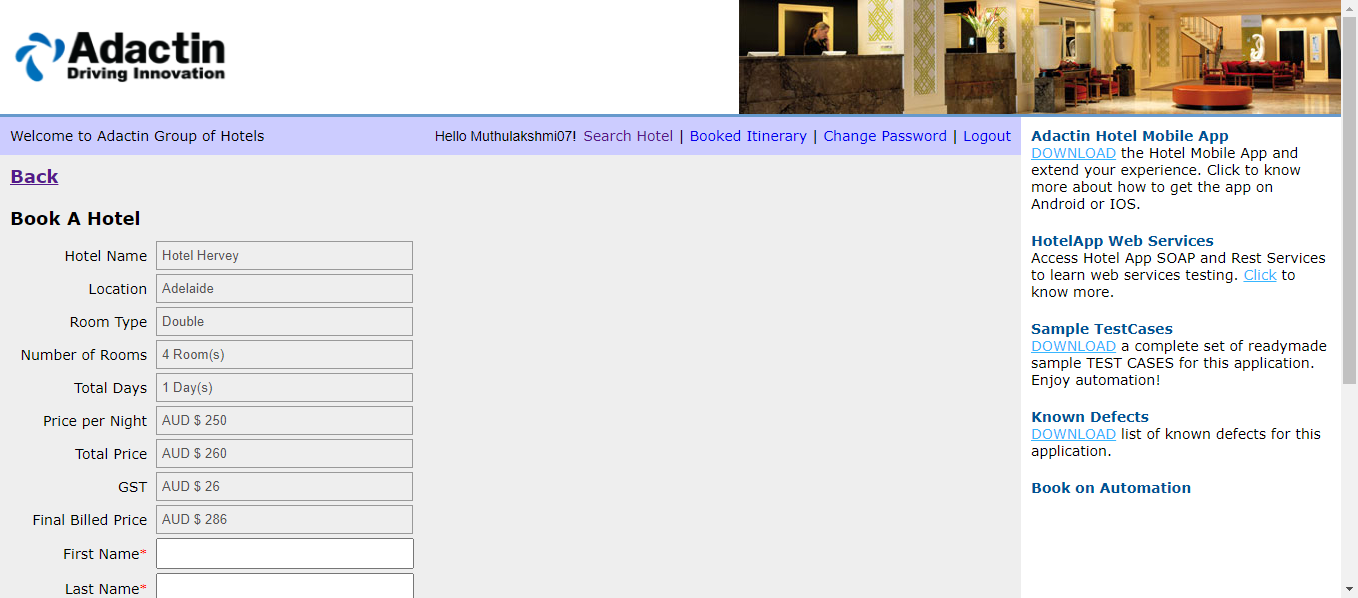 Adactin
Driving Innovation
Welcome to Adactin Group of Hotels
Hello Muthulakshmi07! Search Hotel | Booked Itinerary | Change Password | Logout
Back
Book A Hotel
Hotel Name Hotel Hervey
Location Adelaide
Room Type Double
Number of Rooms 4 Room(s)
Total Days 1 Day(s)
Price per Night AUD $ 250
Total Price AUD $ 260
GST AUD $ 26
Final Billed Price AUD $ 286
First Name*
Last Name*
Adactin Hotel Mobile App
DOWNLOAD the Hotel Mobile App and
extend your experience. Click to know
more about how to get the app on
Android or IOS.
HotelApp Web Services
Access Hotel App SOAP and Rest Services
to learn web services testing. Click to
know more.
Sample TestCases
DOWNLOAD a complete set of readymade
sample TEST CASES for this application.
Enjoy automation!
Known Defects
DOWNLOAD list of known defects for this
application.
Book on Automation